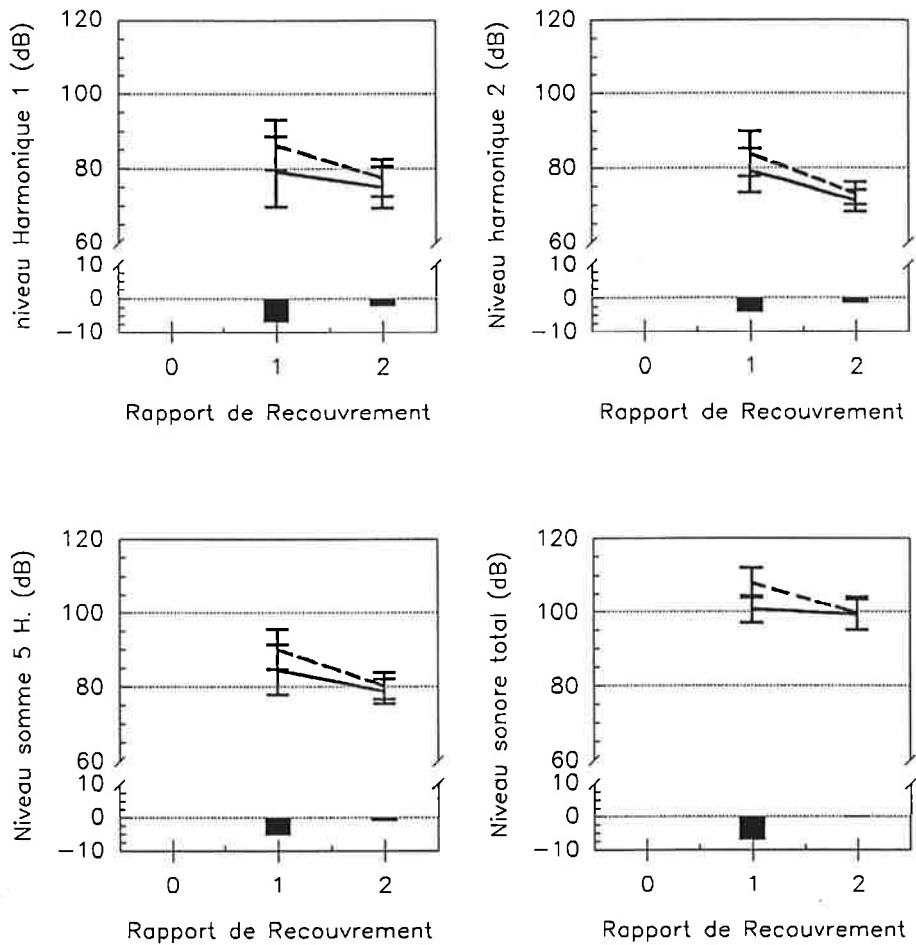 niveau Harmonique 1 (dB)
120
100
80
60
10
0
−10
0 1 2
Rapport de Recouvrement
Niveau harmonique 2 (dB)
120
100
80
60
10
0
−10
0 1 2
Rapport de Recouvrement
Niveau somme 5 H. (dB)
120
100
80
60
10
0
−10
0 1 2
Rapport de Recouvrement
Niveau sonore total (dB)
120
100
80
60
10
0
−10
0 1 2
Rapport de Recouvrement